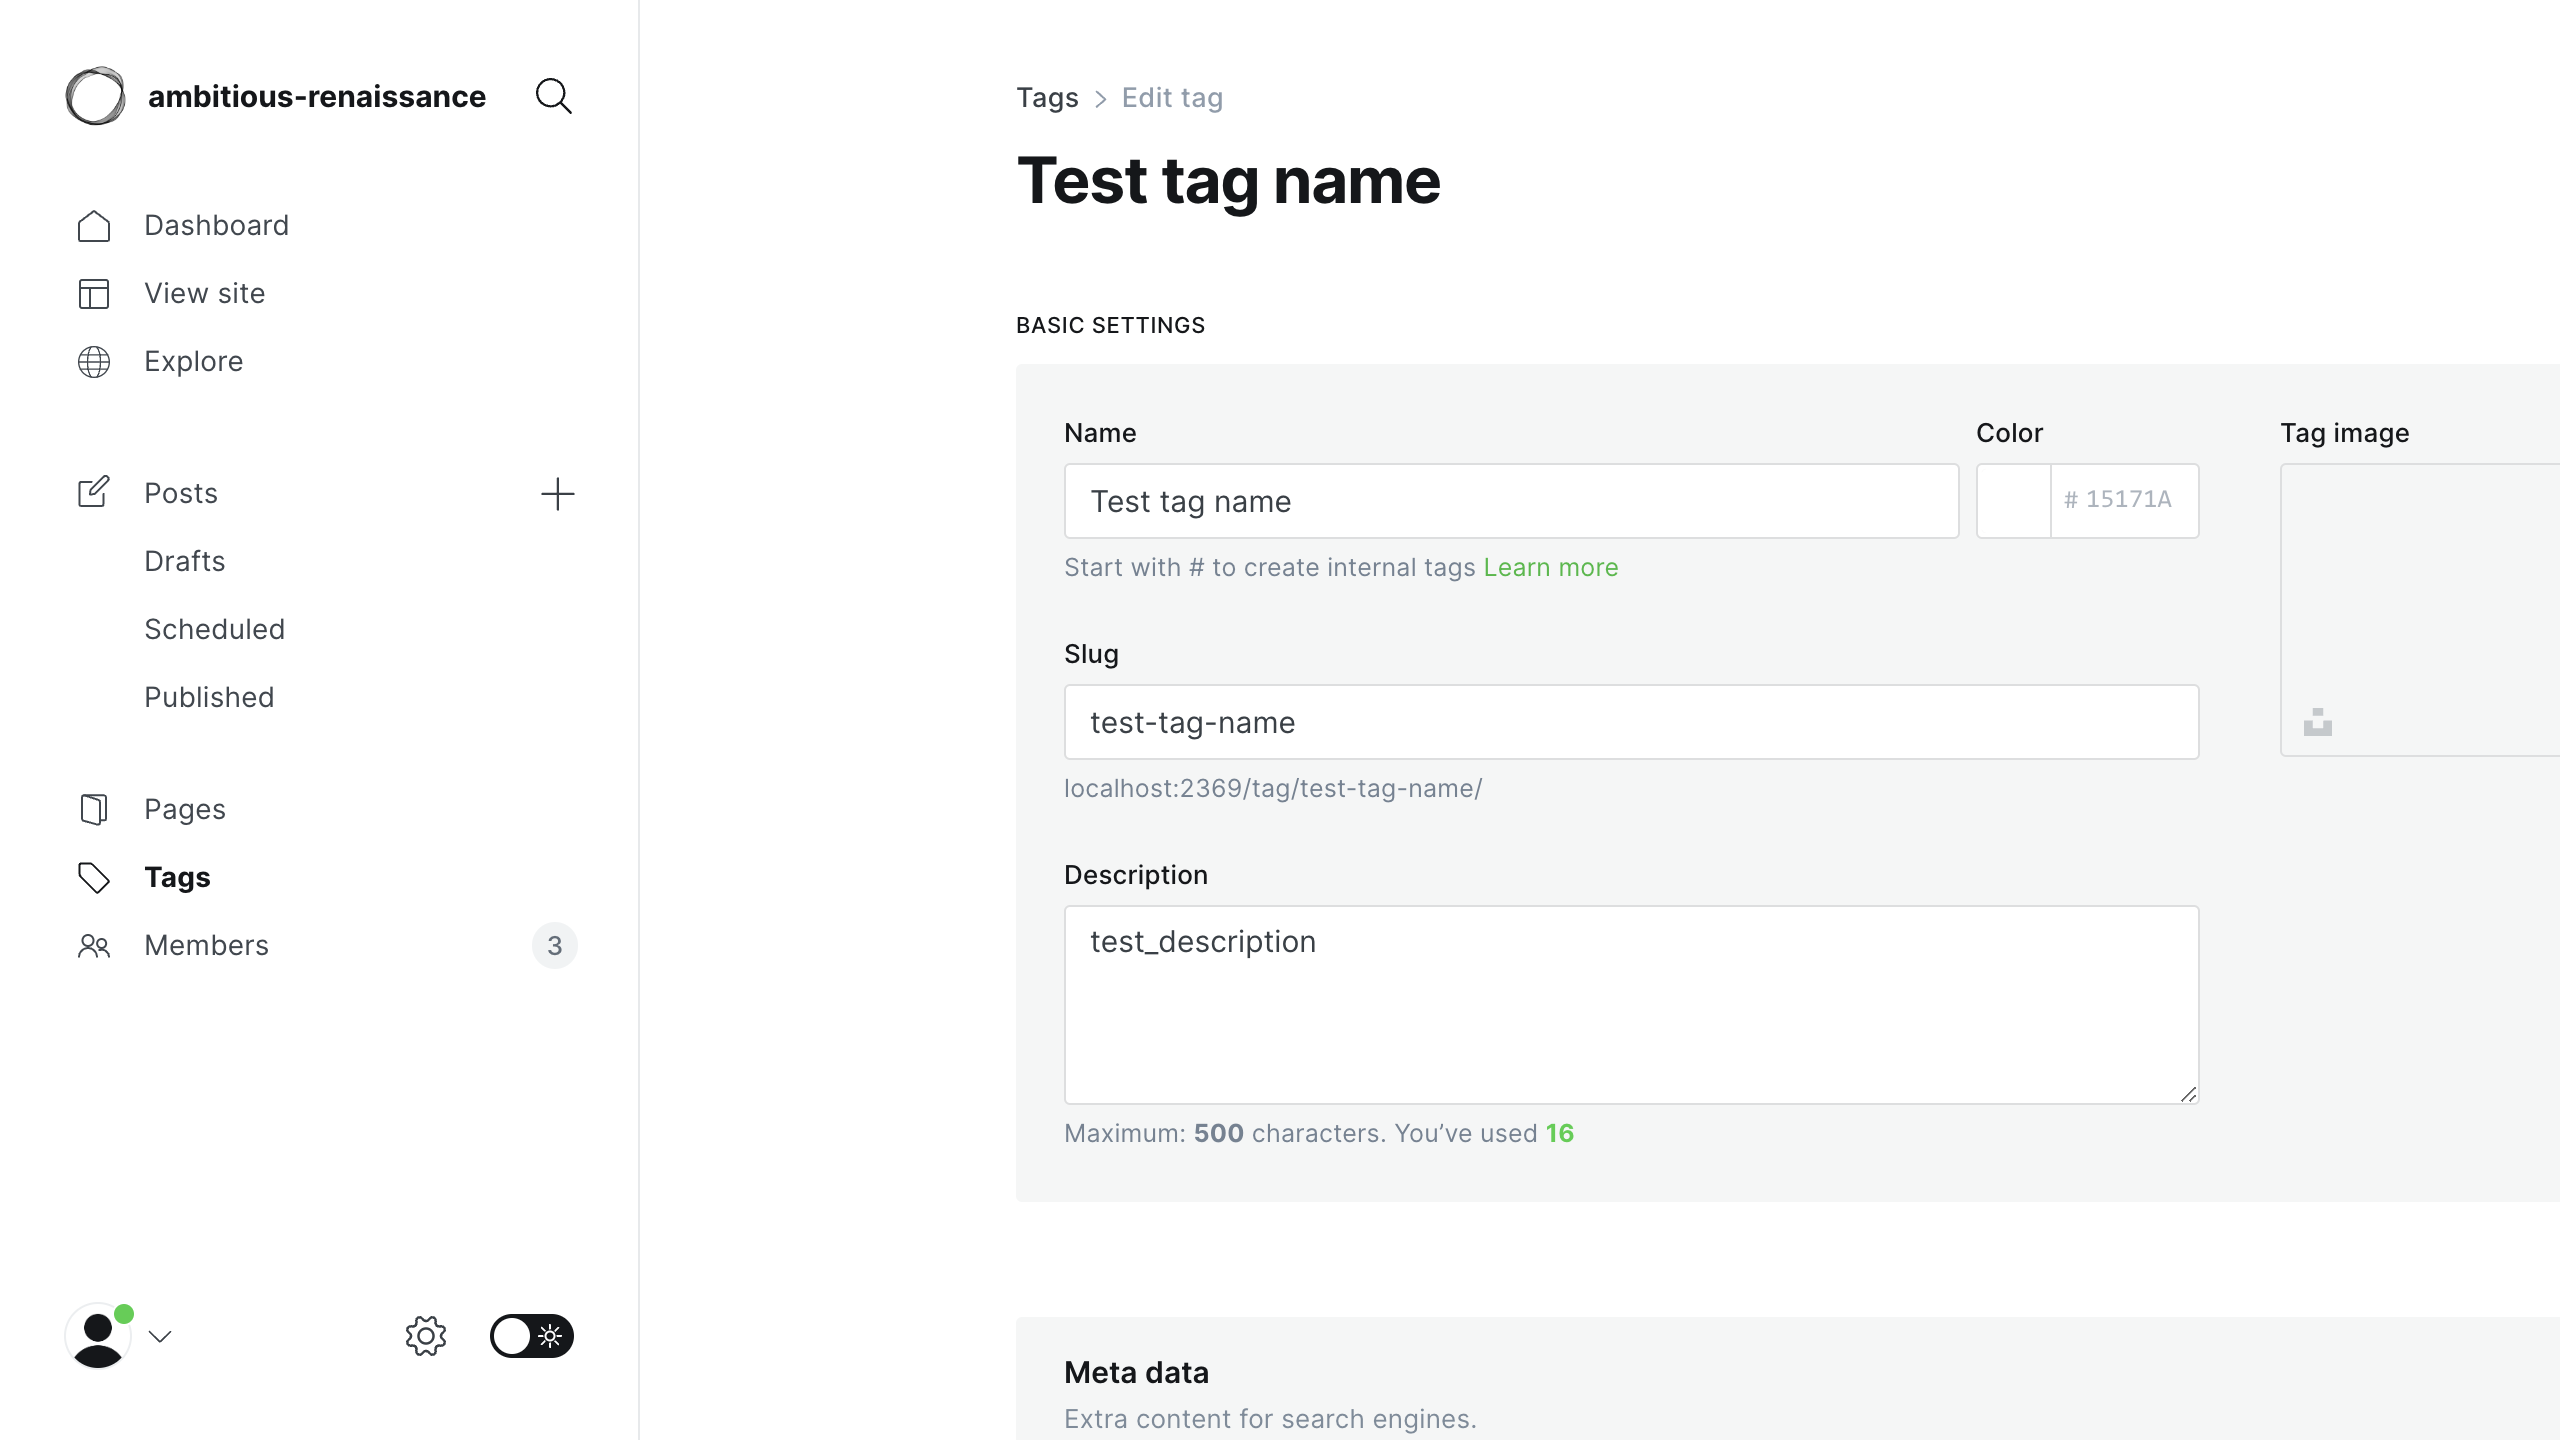 ambitious-renaissance
Dashboard
View site
Explore
Posts
Drafts
Scheduled
Published
Pages
Tags
Members 3
Tags > Edit tag
Test tag name
BASIC SETTINGS
Name
Test tag name
Start with # to create internal tags Learn more
Color
# 15171A
Slug
test-tag-name
localhost:2369/tag/test-tag-name/
Description
test_description
Maximum: 500 characters. You’ve used 16
Tag image
Meta data
Extra content for search engines.